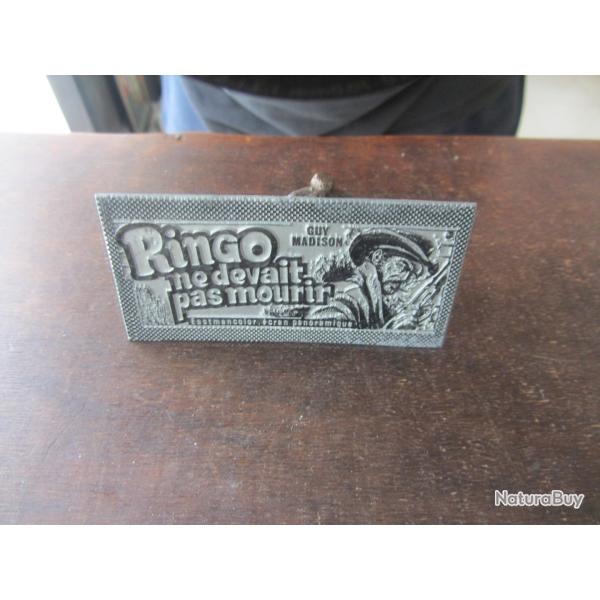 RiNGO
GUY
MADISON
ne devait
pas mourir
eastmancolor, écran panoramique
NaturaBuy